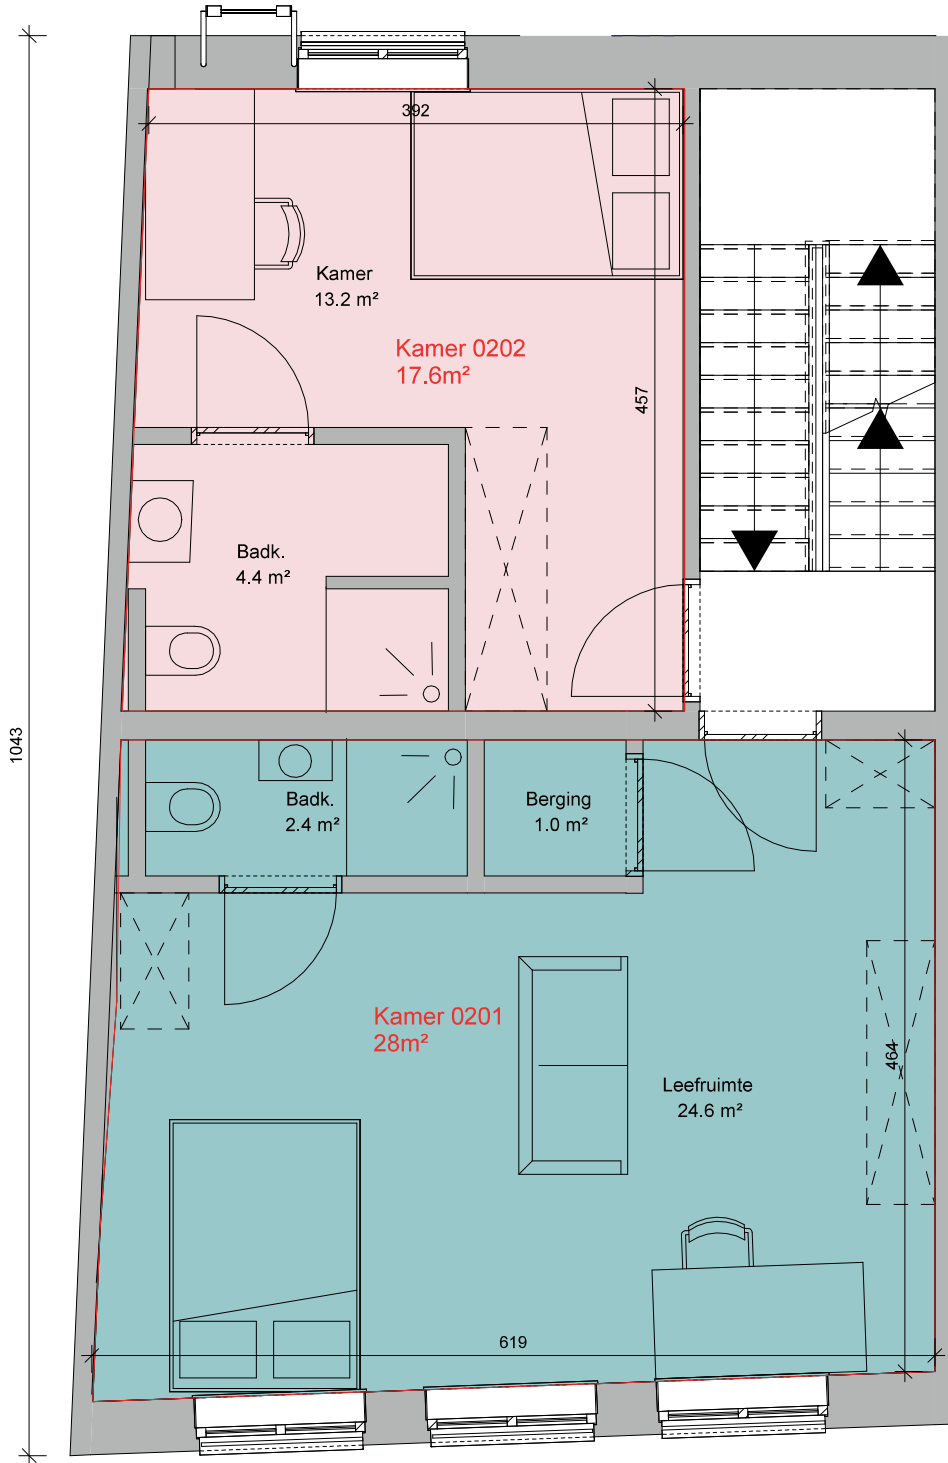 392
Kamer
13.2 m²
Kamer 0202
17.6m²
457
Badk.
4.4 m²
1043
Badk.
2.4 m²
Berging
1.0 m²
Kamer 0201
28m²
464
Leefruimte
24.6 m²
619